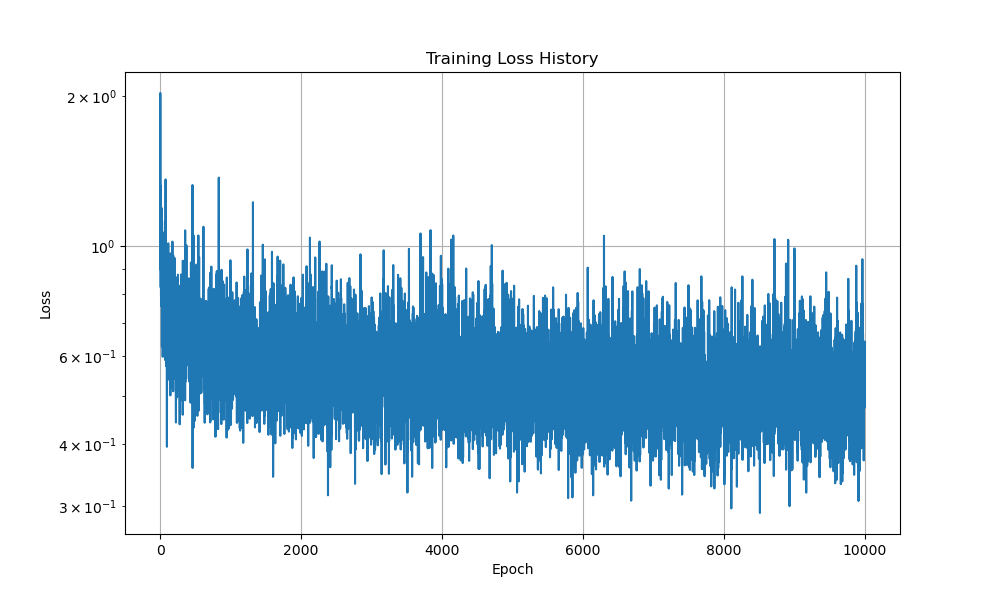 Training Loss History
2 × 10⁰
10⁰
6 × 10⁻¹
4 × 10⁻¹
3 × 10⁻¹
Loss
0 2000 4000 6000 8000 10000
Epoch